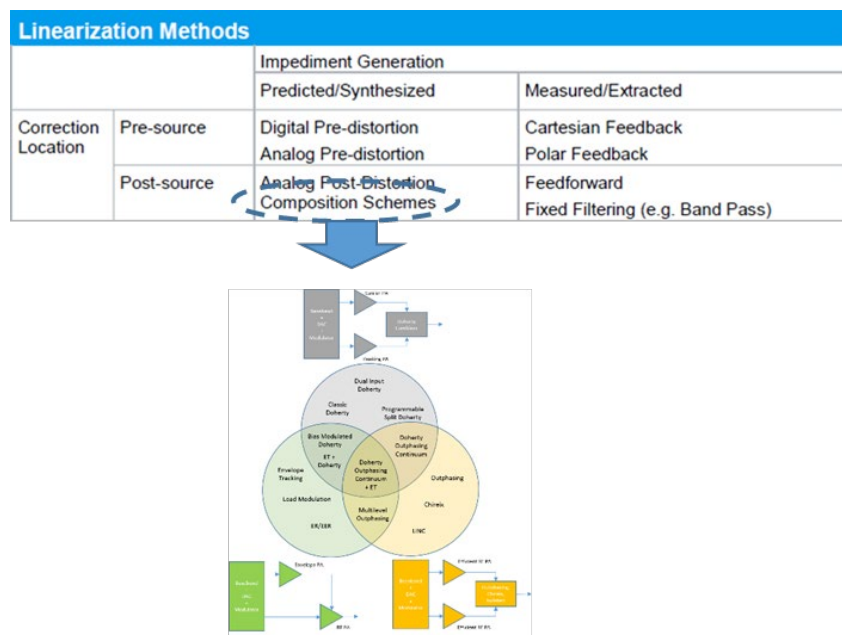 Linearization Methods
Impediment Generation
Predicted/Synthesized Measured/Extracted
Correction Location Pre-source Digital Pre-distortion Cartesian Feedback
Analog Pre-distortion Polar Feedback
Post-source Analog Post-Distortion Feedforward
Composition Schemes Fixed Filtering (e.g. Band Pass)
Dual Input
Doherty
Classic
Doherty
Programmable
Split Doherty
Bias Modulated
Doherty
ET +
Doherty
Doherty
Outphasing
Continuum
Doherty
Outphasing
Continuum
+ ET
Envelope
Tracking
Load Modulation
Outphasing
Chireix
Multilevel
Outphasing
LINC
Envelope PA